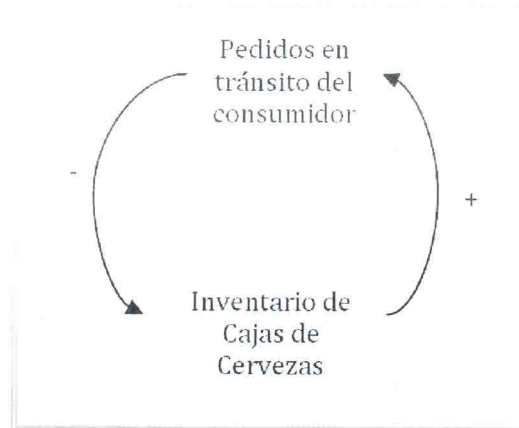 Pedidos en
tránsito del
consumidor
-
+
Inventario de
Cajas de
Cervezas